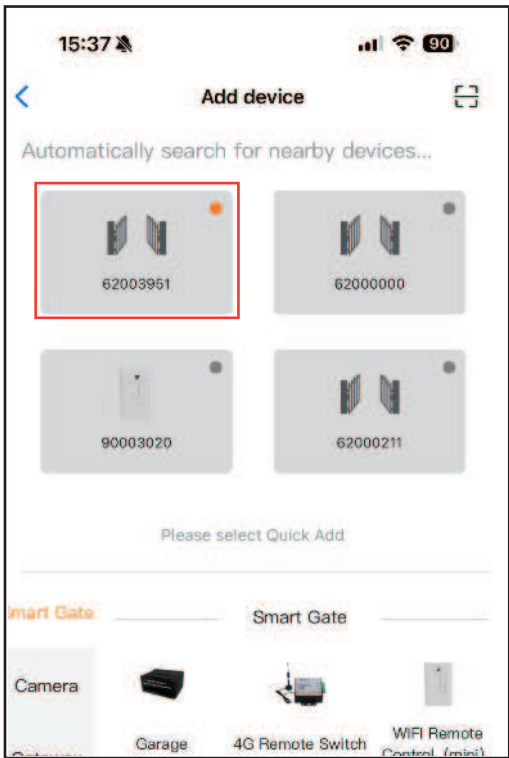 15:37
90
Add device
Automatically search for nearby devices...
62003951
62000000
90003020
62000211
Please select Quick Add
Smart Gate
Smart Gate
Camera
Garage
4G Remote Switch
WIFI Remote
Control (mini)
Gateway